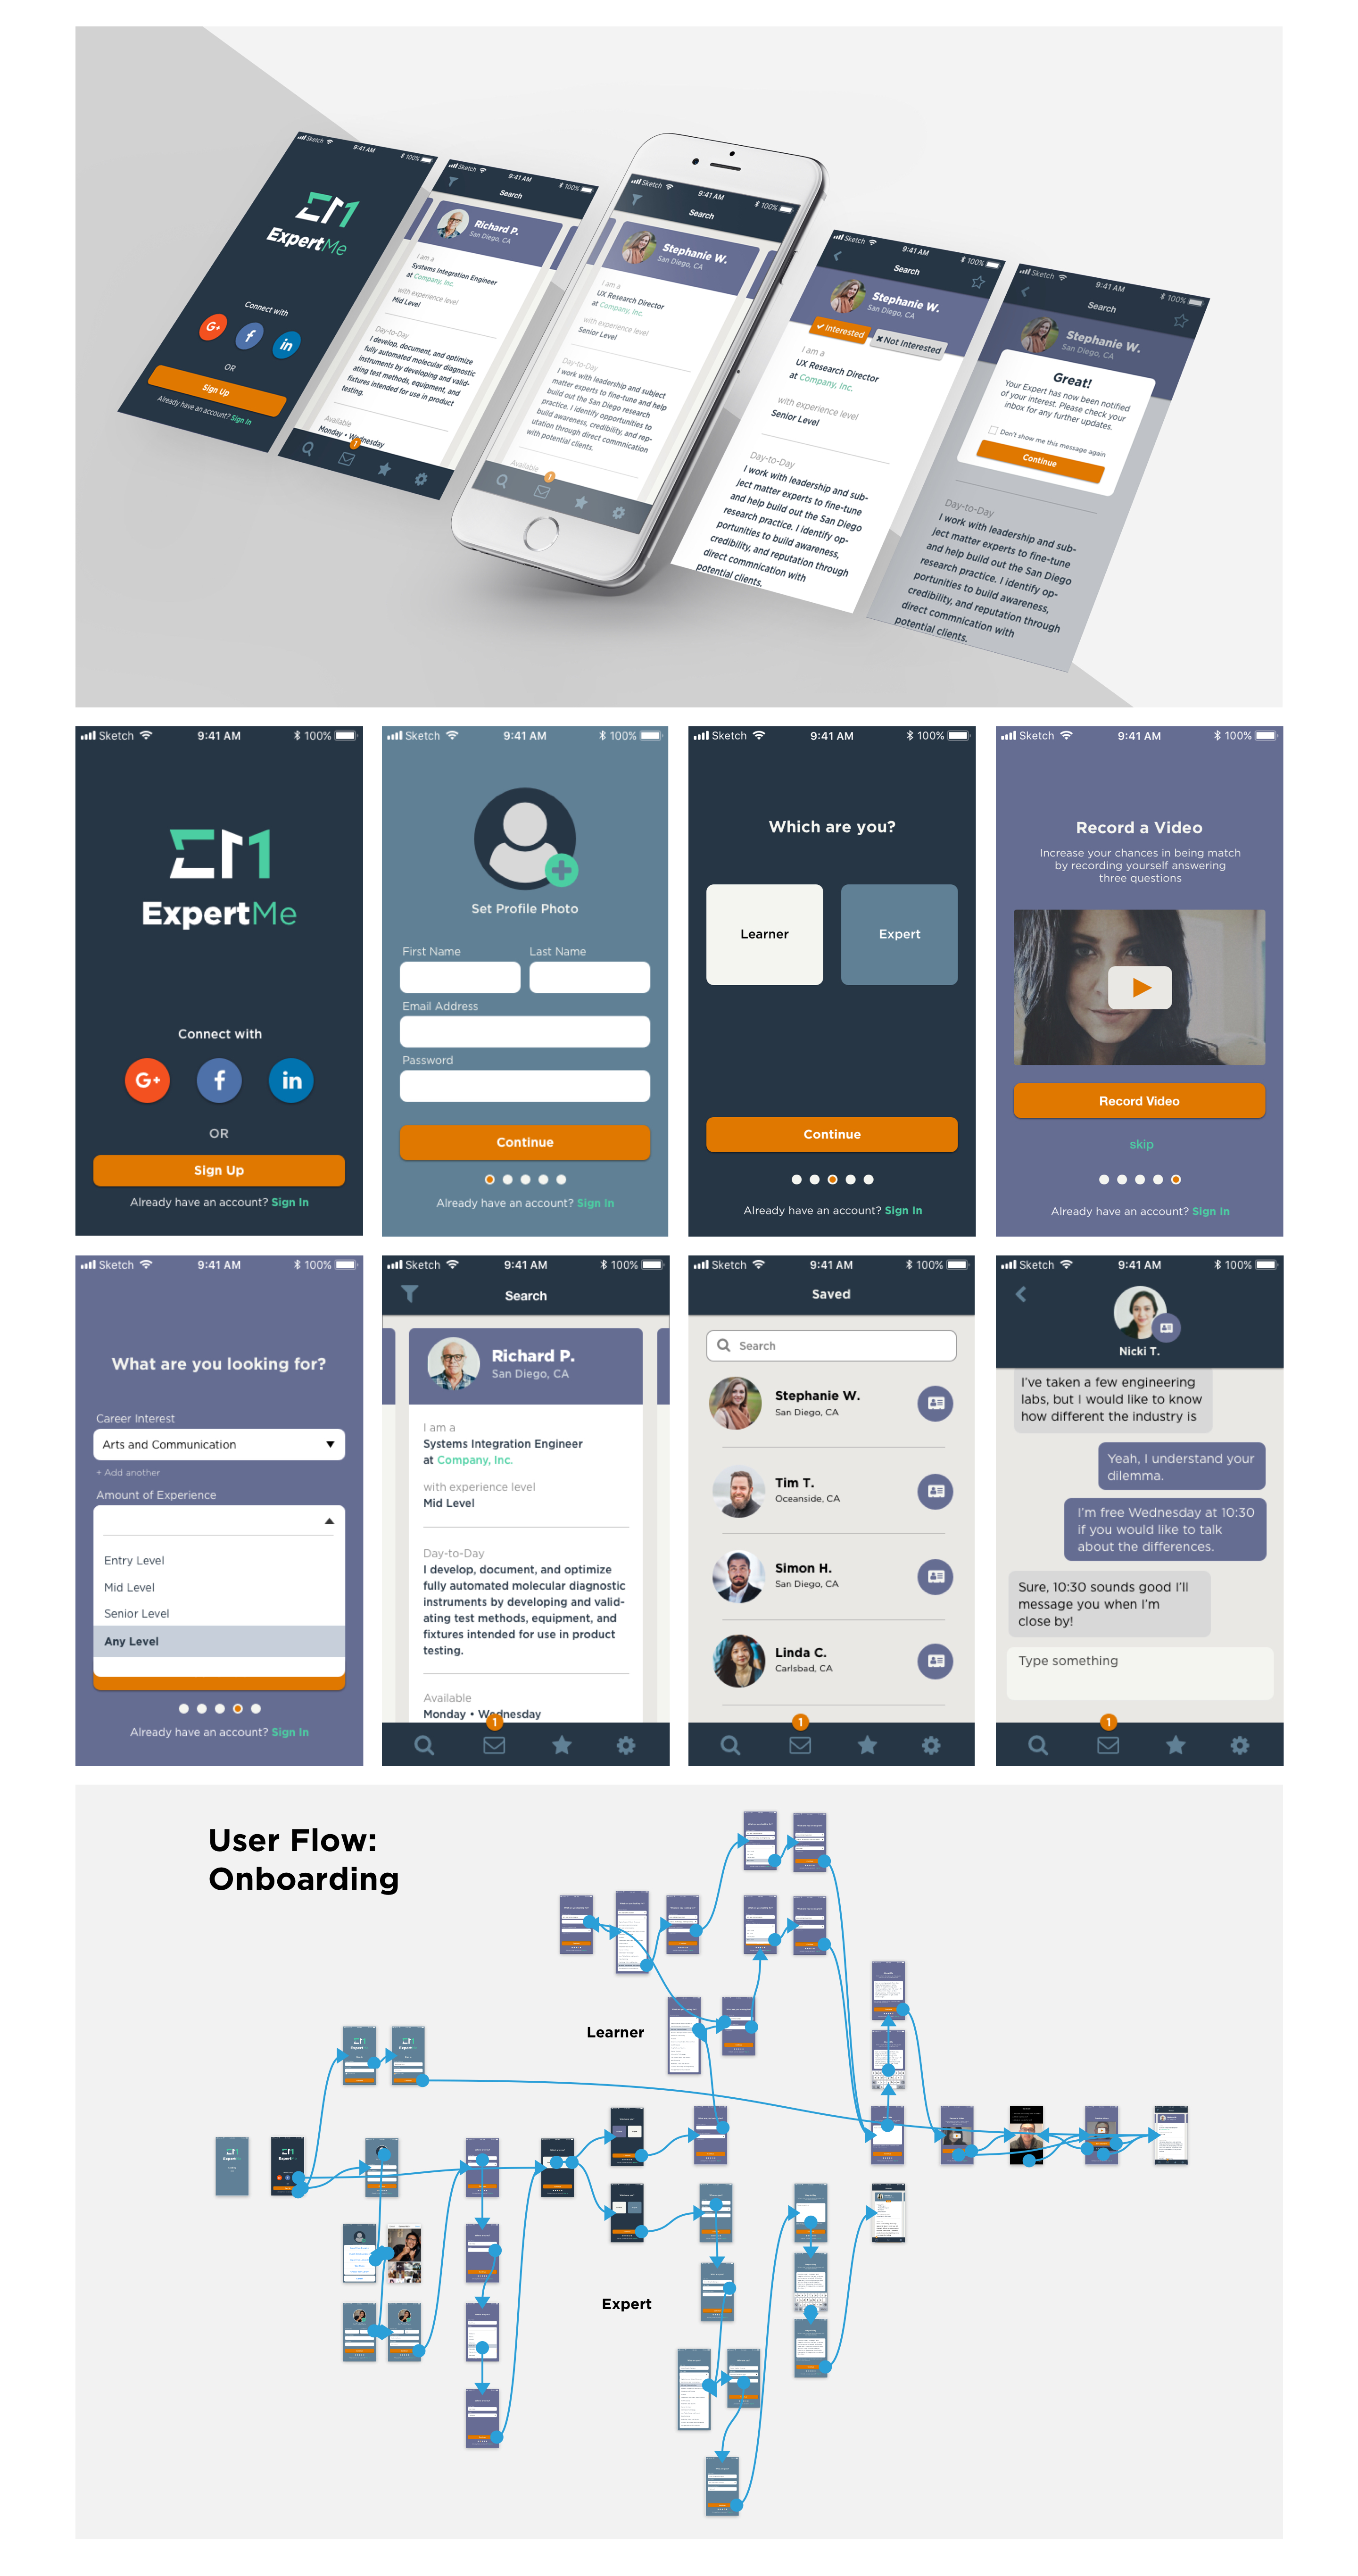 Sketch 9:41 AM 100%
EM
ExpertMe
Connect with
G+ f in
OR
Sign Up
Already have an account? Sign In
Sketch 9:41 AM 100%
Search
Richard P.
San Diego, CA
I am a
Systems Integration Engineer
at Company, Inc.
with experience level
Mid Level
Day-to-Day
I develop, document, and optimize
fully automated molecular diagnostic
instruments by developing and valid-
ating test methods, equipment, and
fixtures intended for use in product
testing.
Available
Monday • Wednesday
1
Sketch 9:41 AM 100%
Search
Stephanie W.
San Diego, CA
I am a
UX Research Director
at Company, Inc.
with experience level
Senior Level
Day-to-Day
I work with leadership and subject
matter experts to fine-tune and help
build out the San Diego research
practice. I identify opportunities to
build awareness, credibility, and rep-
utation through direct commnication
with potential clients.
Available
1
Sketch 9:41 AM 100%
Search
Stephanie W.
San Diego, CA
Interested
Not Interested
I am a
UX Research Director
at Company, Inc.
with experience level
Senior Level
Day-to-Day
I work with leadership and sub-
ject matter experts to fine-tune
and help build out the San Diego
research practice. I identify op-
portunities to build awareness,
credibility, and reputation through
direct commnication with
potential clients.
Sketch 9:41 AM 100%
Search
Stephanie W.
San Diego, CA
Great!
Your Expert has now been notified
of your interest. Please check your
inbox for any further updates.
Don't show me this message again
Continue
Day-to-Day
I work with leadership and sub-
ject matter experts to fine-tune
and help build out the San Diego
research practice. I identify op-
portunities to build awareness,
credibility, and reputation through
direct commnication with
potential clients.
Sketch 9:41 AM 100%
EM
ExpertMe
Connect with
G+ f in
OR
Sign Up
Already have an account? Sign In
Sketch 9:41 AM 100%
Set Profile Photo
First Name Last Name
Email Address
Password
Continue
Already have an account? Sign In
Sketch 9:41 AM 100%
Which are you?
Learner Expert
Continue
Already have an account? Sign In
Sketch 9:41 AM 100%
Record a Video
Increase your chances in being match
by recording yourself answering
three questions
Record Video
skip
Already have an account? Sign In
Sketch 9:41 AM 100%
What are you looking for?
Career Interest
Arts and Communication
+ Add another
Amount of Experience
Entry Level
Mid Level
Senior Level
Any Level
Already have an account? Sign In
Sketch 9:41 AM 100%
Search
Richard P.
San Diego, CA
I am a
Systems Integration Engineer
at Company, Inc.
with experience level
Mid Level
Day-to-Day
I develop, document, and optimize
fully automated molecular diagnostic
instruments by developing and valid-
ating test methods, equipment, and
fixtures intended for use in product
testing.
Available
Monday • Wednesday
1
Sketch 9:41 AM 100%
Saved
Search
Stephanie W.
San Diego, CA
Tim T.
Oceanside, CA
Simon H.
San Diego, CA
Linda C.
Carlsbad, CA
1
Sketch 9:41 AM 100%
Nicki T.
I've taken a few engineering
labs, but I would like to know
how different the industry is
Yeah, I understand your
dilemma.
I'm free Wednesday at 10:30
if you would like to talk
about the differences.
Sure, 10:30 sounds good I'll
message you when I'm
close by!
Type something
1
User Flow:
Onboarding
Learner
Expert